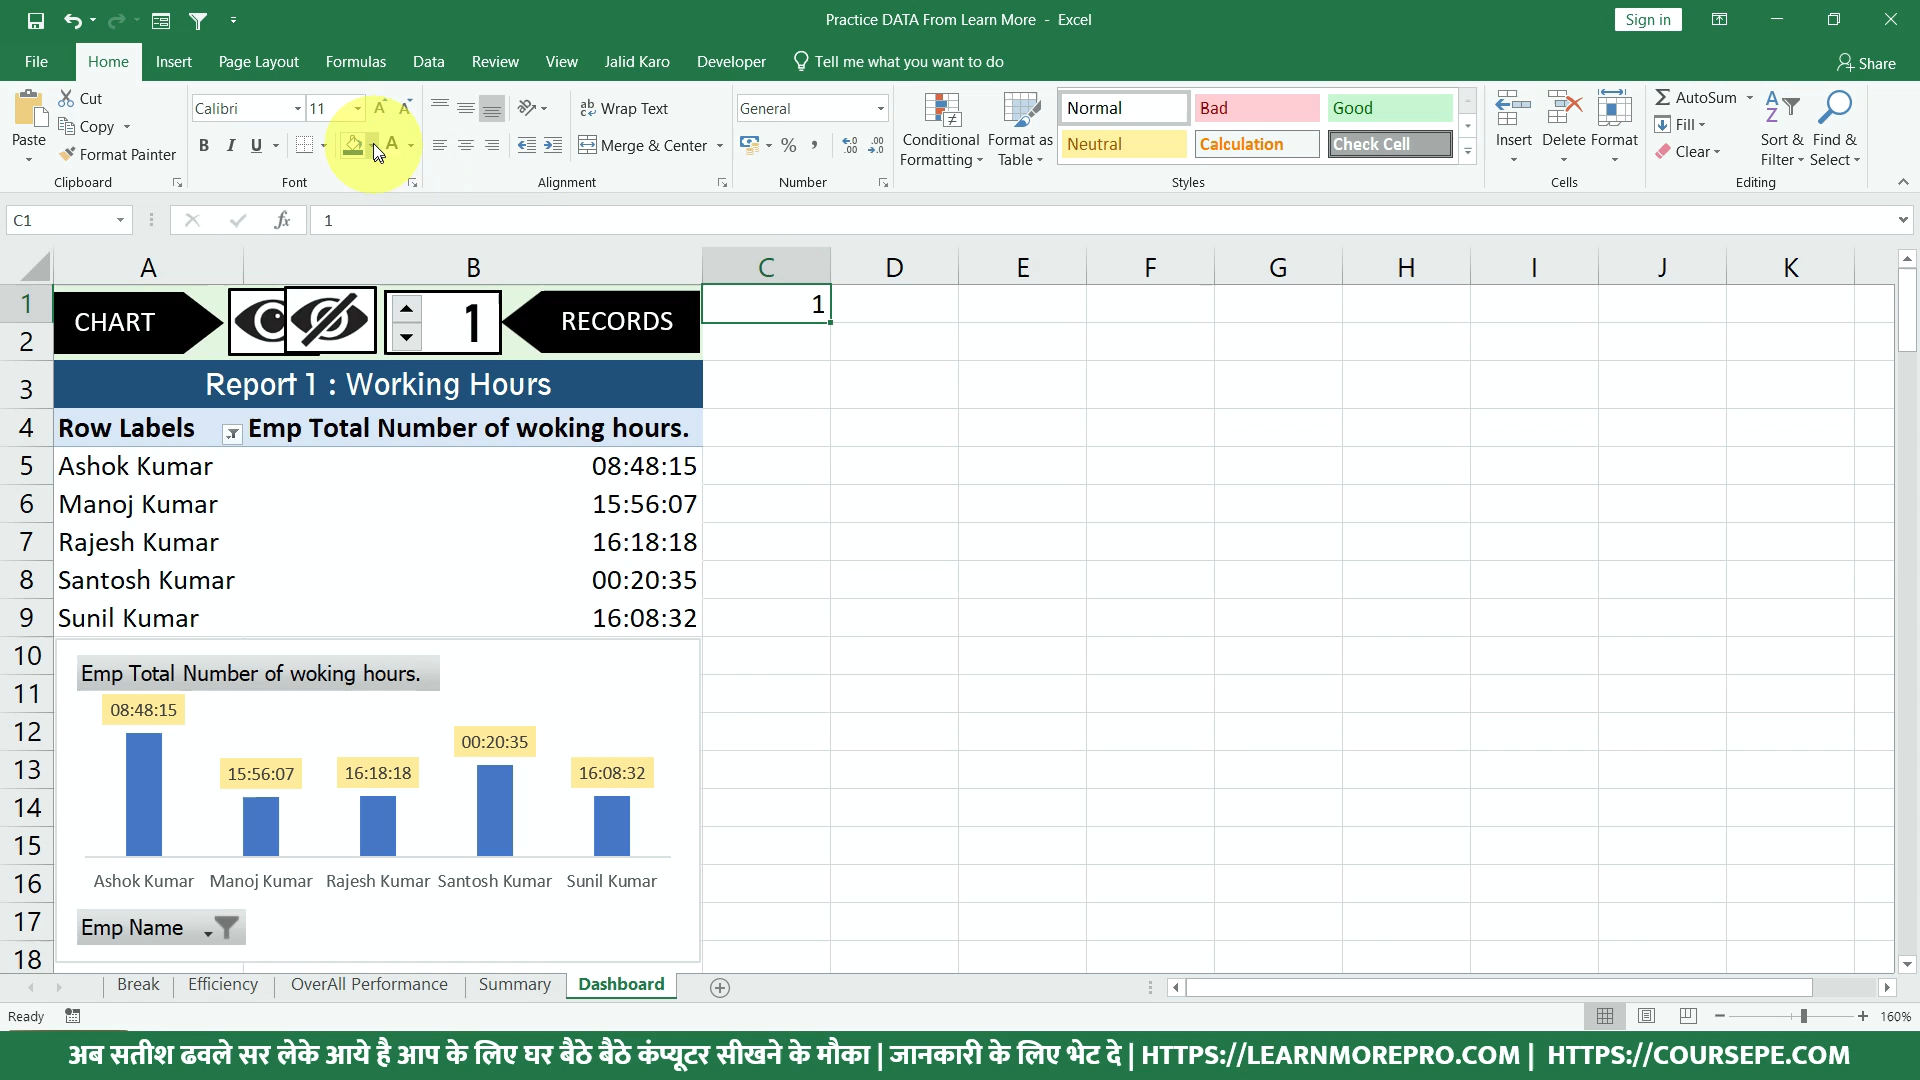 Practice DATA From Learn More - Excel
Sign in
File Home Insert Page Layout Formulas Data Review View Jalid Karo Developer Tell me what you want to do Share
Paste
Cut
Copy
Format Painter
Clipboard
Calibri 11
B I U
Font
Wrap Text
Merge & Center
Alignment
General
%
Number
Conditional Formatting
Format as Table
Normal Bad Good
Neutral Calculation Check Cell
Styles
Insert Delete Format
Cells
AutoSum
Fill
Clear
Sort & Filter
Find & Select
Editing
C1 fx 1
A B C D E F G H I J K
1 CHART 1 RECORDS 1
2
3 Report 1 : Working Hours
4 Row Labels Emp Total Number of woking hours.
5 Ashok Kumar 08:48:15
6 Manoj Kumar 15:56:07
7 Rajesh Kumar 16:18:18
8 Santosh Kumar 00:20:35
9 Sunil Kumar 16:08:32
10
11
12
13
14
15
16
17
18
Emp Total Number of woking hours.
08:48:15
00:20:35
15:56:07 16:18:18 16:08:32
Ashok Kumar Manoj Kumar Rajesh Kumar Santosh Kumar Sunil Kumar
Emp Name
Break Efficiency OverAll Performance Summary Dashboard
Ready 160%
अब सतीश ढवले सर लेके आये है आप के लिए घर बैठे बैठे कंप्यूटर सीखने के मौका | जानकारी के लिए भेट दे | HTTPS://LEARNMOREPRO.COM | HTTPS://COURSEPE.COM